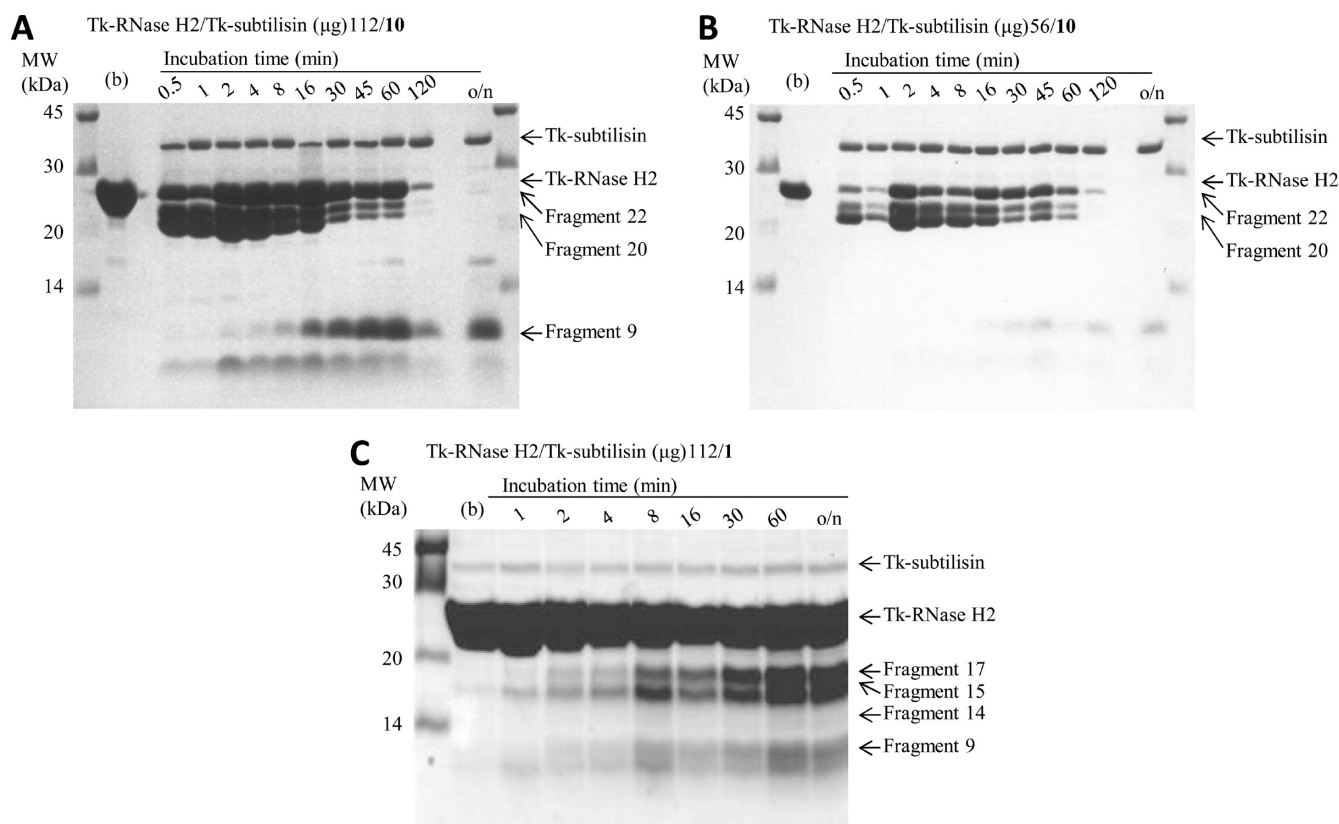 A
Tk-RNase H2/Tk-subtilisin (μg)112/10
MW
(kDa)
(b)
Incubation time (min)
0.5 1 2 4 8 16 30 45 60 120 o/n
45
30
20
14
Tk-subtilisin
Tk-RNase H2
Fragment 22
Fragment 20
Fragment 9
B
Tk-RNase H2/Tk-subtilisin (μg)56/10
MW
(kDa)
(b)
Incubation time (min)
0.5 1 2 4 8 16 30 45 60 120 o/n
45
30
20
14
Tk-subtilisin
Tk-RNase H2
Fragment 22
Fragment 20
C
Tk-RNase H2/Tk-subtilisin (μg)112/1
MW
(kDa)
(b)
Incubation time (min)
1 2 4 8 16 30 60 o/n
45
30
20
14
Tk-subtilisin
Tk-RNase H2
Fragment 17
Fragment 15
Fragment 14
Fragment 9